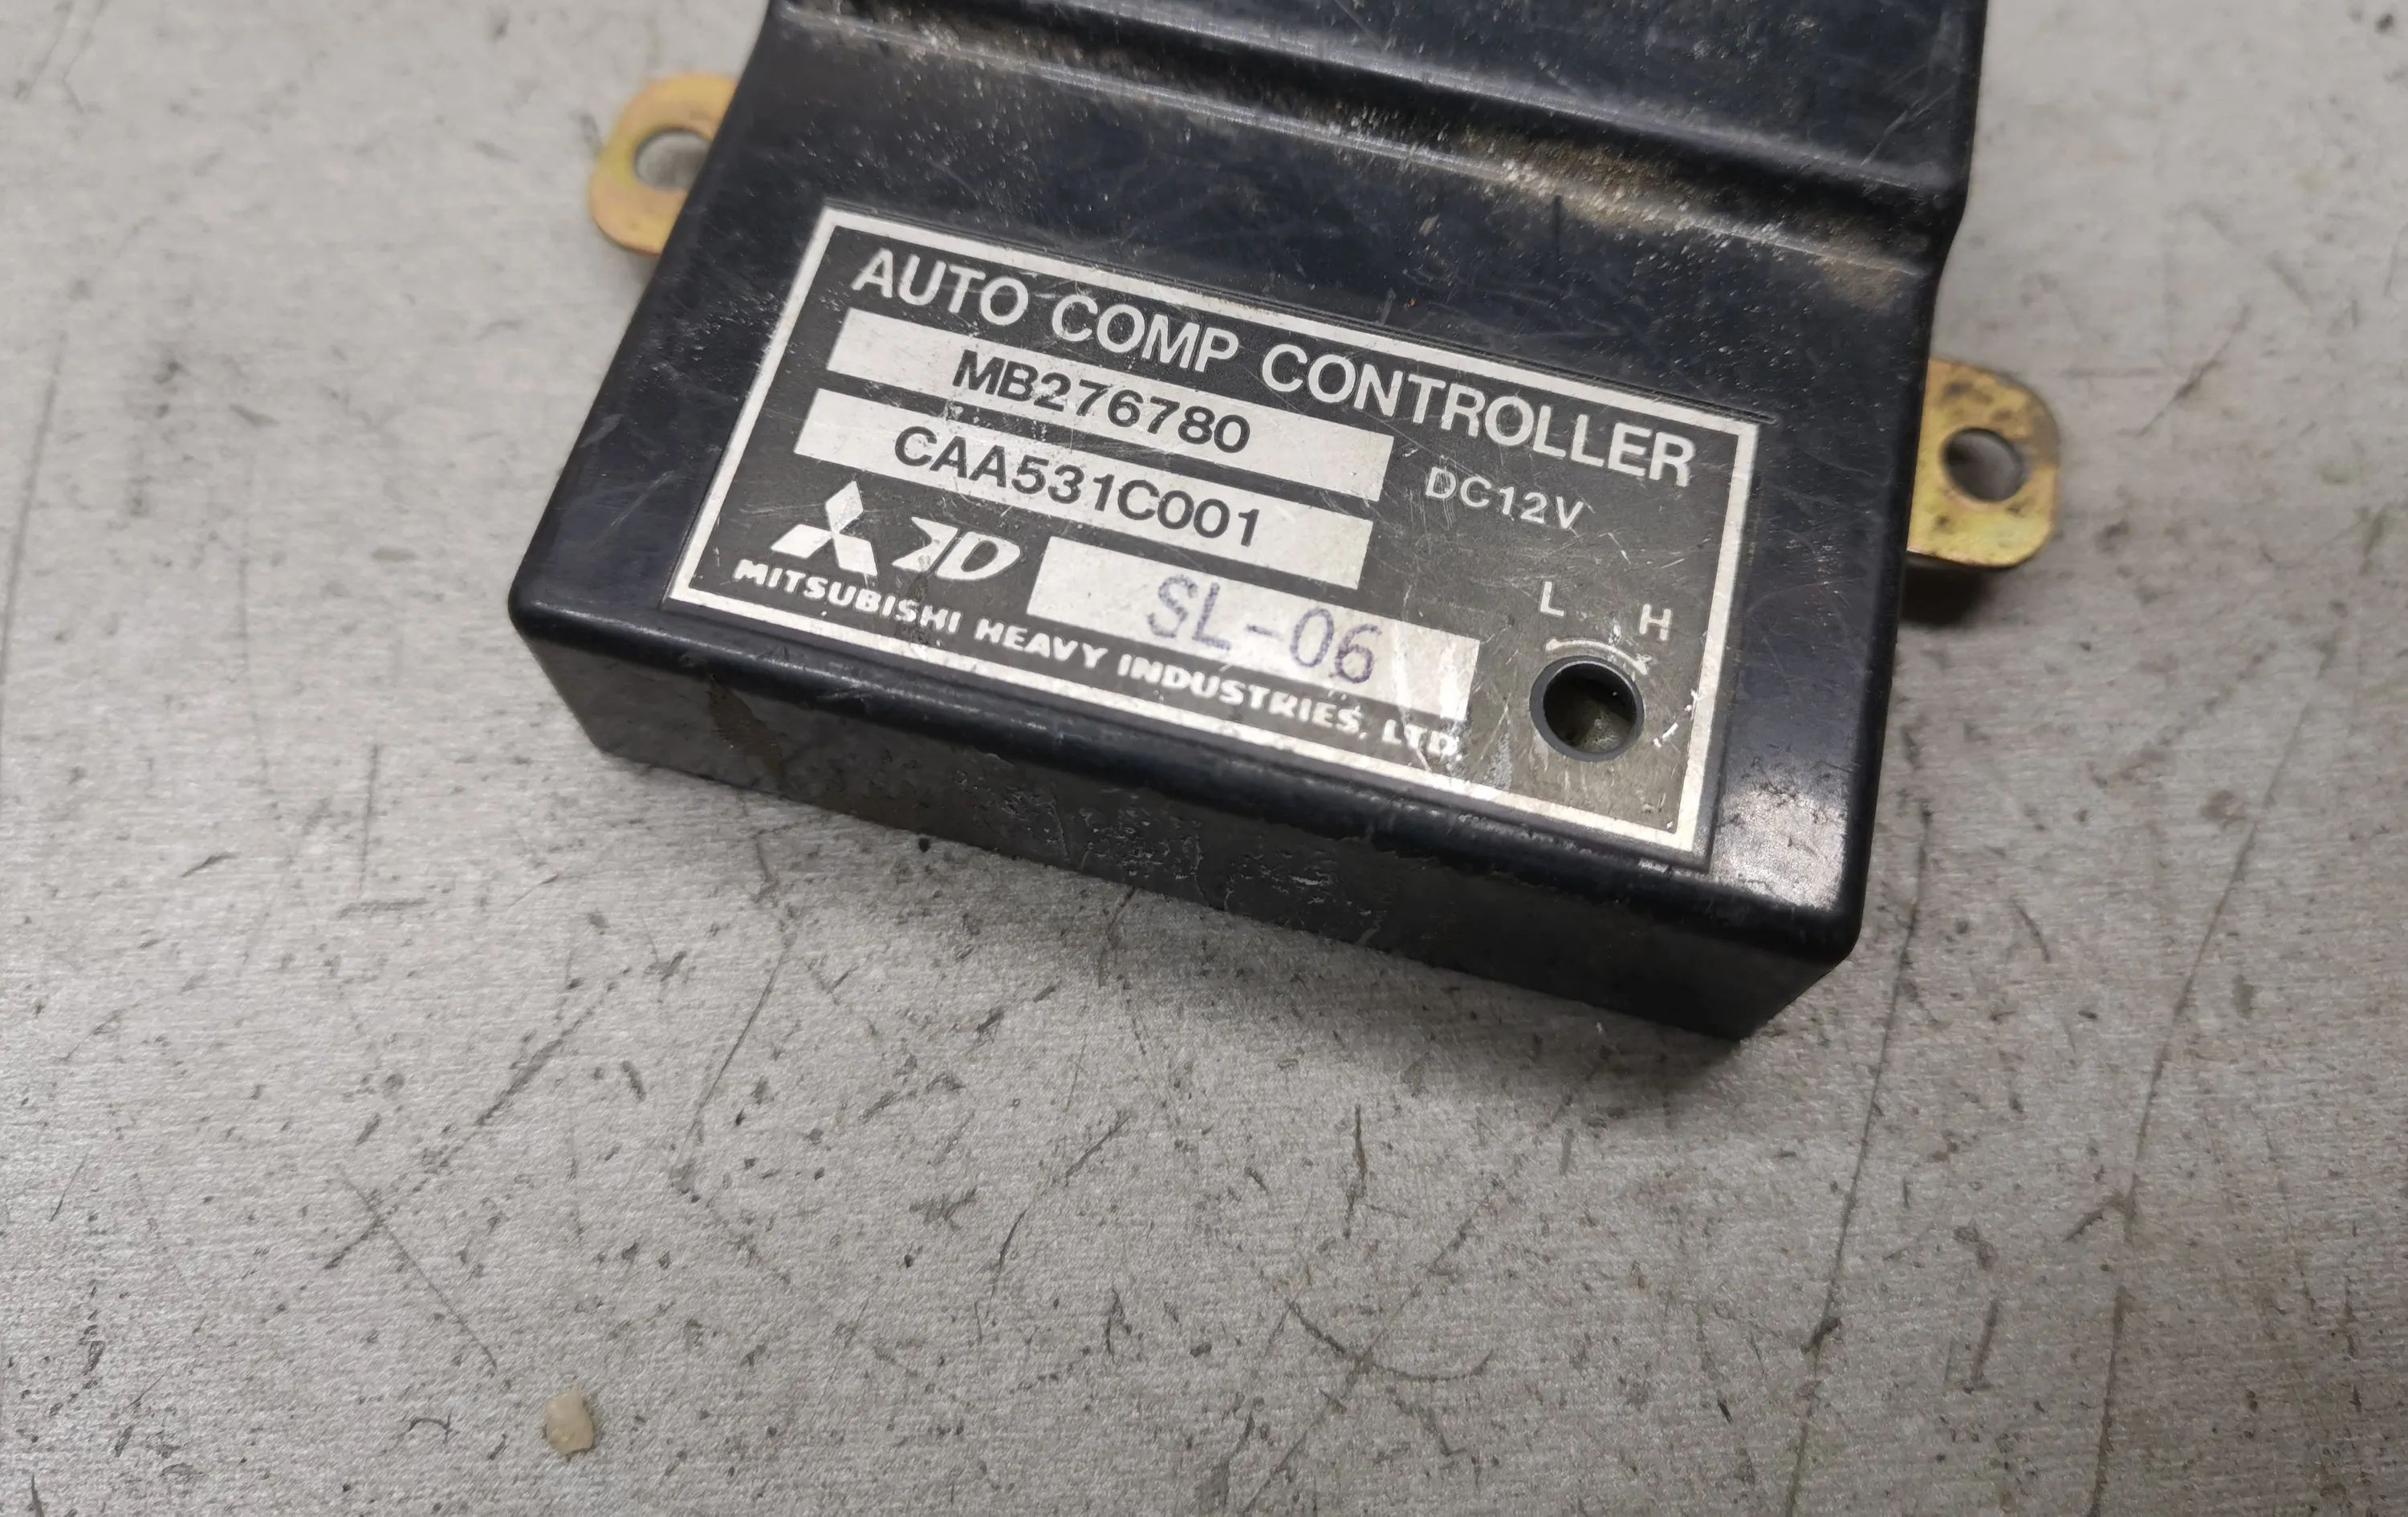 AUTO COMP CONTROLLER
MB276780
CAA531C001
DC12V
SL-06
L H
MITSUBISHI HEAVY INDUSTRIES, LTD.